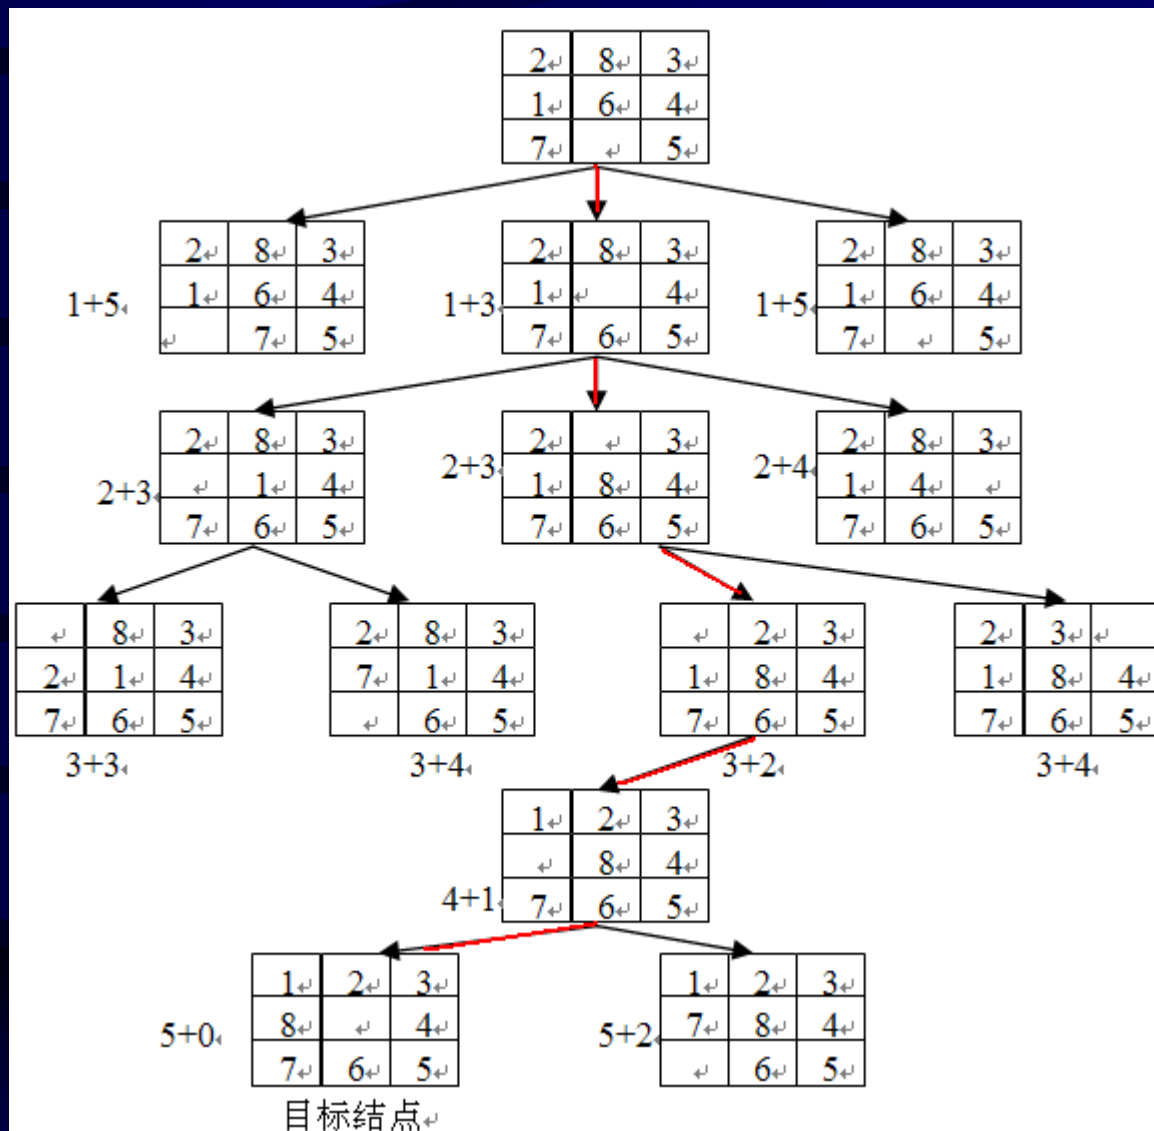 2↵ 8↵ 3↵
1↵ 6↵ 4↵
7↵ ↵ 5↵
2↵ 8↵ 3↵
1↵ 6↵ 4↵
↵ 7↵ 5↵
1+5
2↵ 8↵ 3↵
1↵ ↵ 4↵
7↵ 6↵ 5↵
1+3
2↵ 8↵ 3↵
1↵ 6↵ 4↵
7↵ ↵ 5↵
1+5
2↵ 8↵ 3↵
↵ 1↵ 4↵
7↵ 6↵ 5↵
2+3
2↵ ↵ 3↵
1↵ 8↵ 4↵
7↵ 6↵ 5↵
2+3
2↵ 8↵ 3↵
1↵ 4↵ ↵
7↵ 6↵ 5↵
2+4
↵ 8↵ 3↵
2↵ 1↵ 4↵
7↵ 6↵ 5↵
3+3
2↵ 8↵ 3↵
7↵ 1↵ 4↵
↵ 6↵ 5↵
3+4
↵ 2↵ 3↵
1↵ 8↵ 4↵
7↵ 6↵ 5↵
3+2
2↵ 3↵ ↵
1↵ 8↵ 4↵
7↵ 6↵ 5↵
3+4
1↵ 2↵ 3↵
↵ 8↵ 4↵
7↵ 6↵ 5↵
4+1
1↵ 2↵ 3↵
8↵ ↵ 4↵
7↵ 6↵ 5↵
5+0
1↵ 2↵ 3↵
7↵ 8↵ 4↵
↵ 6↵ 5↵
5+2
目标结点↵